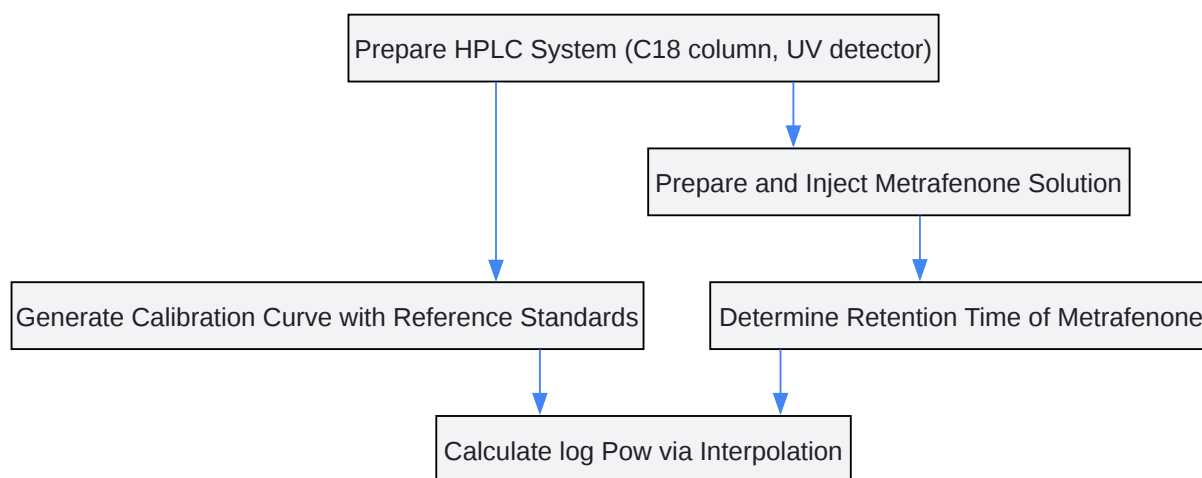 Prepare HPLC System (C18 column, UV detector)
Prepare and Inject Metrafenone Solution
Generate Calibration Curve with Reference Standards
Determine Retention Time of Metrafenone
Calculate log Pow via Interpolation